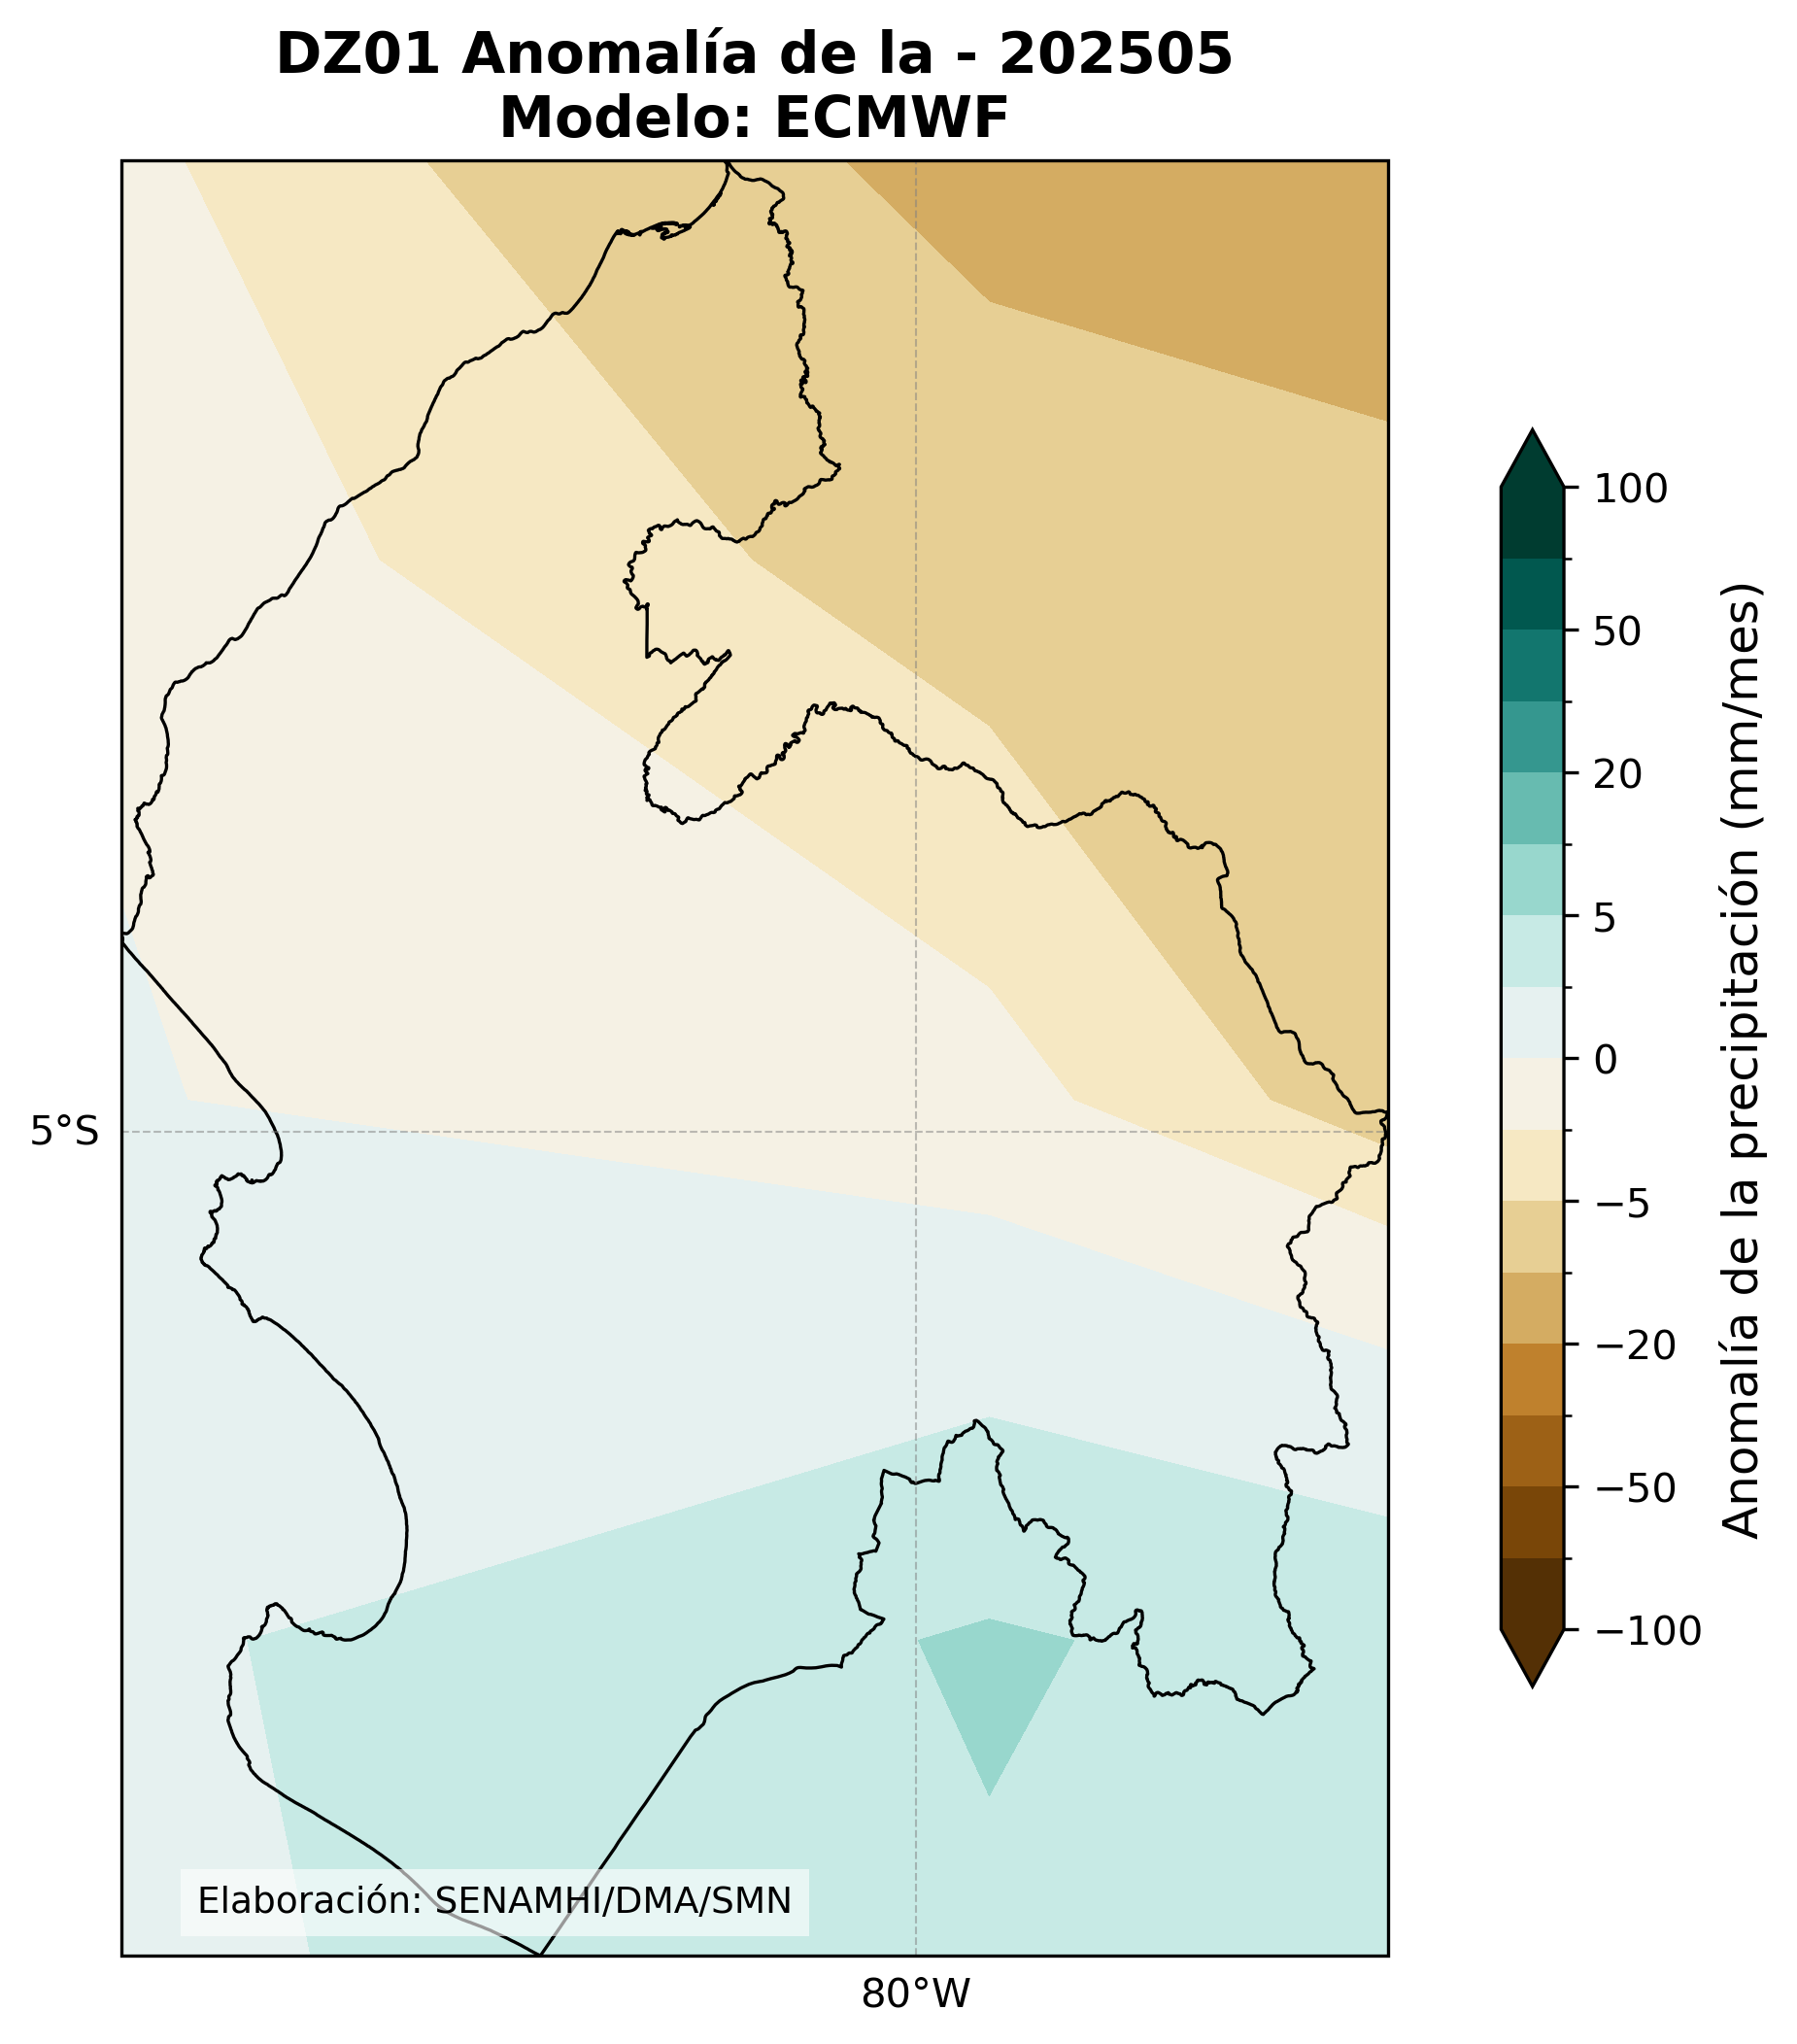 DZ01 Anomalía de la - 202505
Modelo: ECMWF
100
50
20
5
0
−5
−20
−50
−100
Anomalía de la precipitación (mm/mes)
5°S
80°W
Elaboración: SENAMHI/DMA/SMN